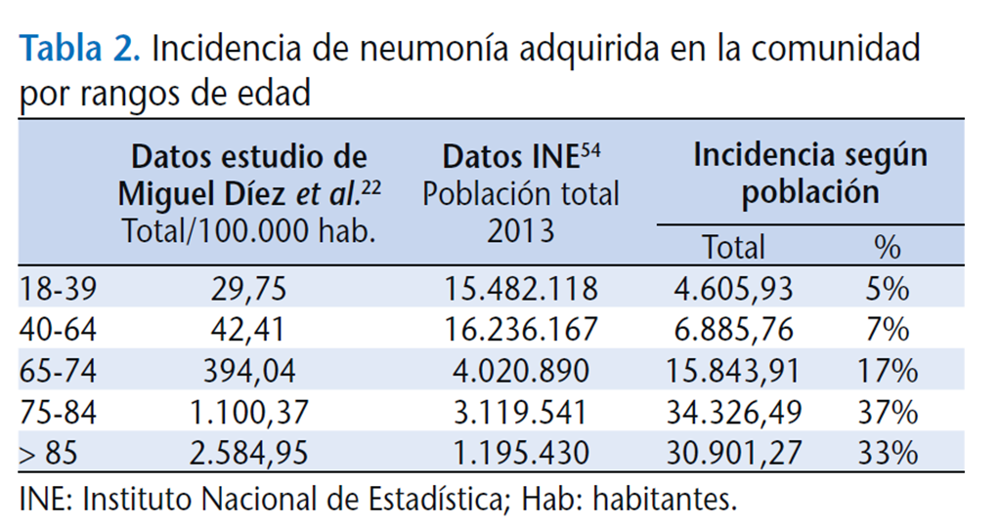 Tabla 2. Incidencia de neumonía adquirida en la comunidad
por rangos de edad
Datos estudio de Miguel Díez et al.22 Total/100.000 hab.
Datos INE54 Población total 2013
Incidencia según población
Total %
18-39 29,75 15.482.118 4.605,93 5%
40-64 42,41 16.236.167 6.885,76 7%
65-74 394,04 4.020.890 15.843,91 17%
75-84 1.100,37 3.119.541 34.326,49 37%
> 85 2.584,95 1.195.430 30.901,27 33%
INE: Instituto Nacional de Estadística; Hab: habitantes.